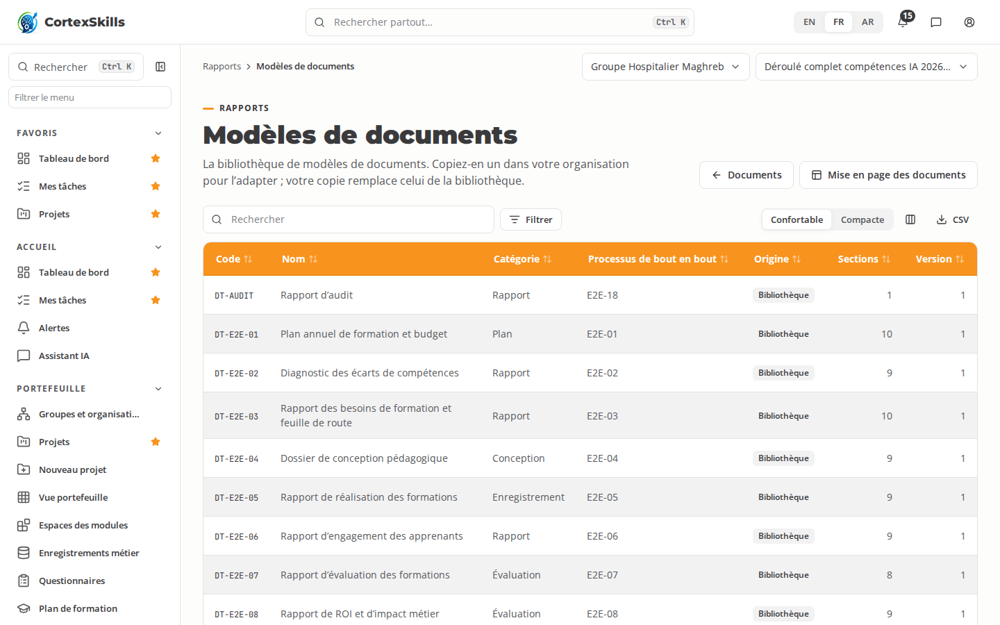 CortexSkills
Rechercher partout...
Ctrl K
EN FR AR
15
Rechercher Ctrl K
Filtrer le menu
FAVORIS
Tableau de bord
Mes tâches
Projets
ACCUEIL
Tableau de bord
Mes tâches
Alertes
Assistant IA
PORTEFEUILLE
Groupes et organisati...
Projets
Nouveau projet
Vue portefeuille
Espaces des modules
Enregistrements métier
Questionnaires
Plan de formation
Rapports > Modèles de documents
Groupe Hospitalier Maghreb
Déroulé complet compétences IA 2026...
RAPPORTS
Modèles de documents
La bibliothèque de modèles de documents. Copiez-en un dans votre organisation
pour l’adapter ; votre copie remplace celui de la bibliothèque.
Documents
Mise en page des documents
Rechercher
Filtrer
Confortable Compacte
CSV
Code Nom Catégorie Processus de bout en bout Origine Sections Version
DT-AUDIT Rapport d’audit Rapport E2E-18 Bibliothèque 1 1
DT-E2E-01 Plan annuel de formation et budget Plan E2E-01 Bibliothèque 10 1
DT-E2E-02 Diagnostic des écarts de compétences Rapport E2E-02 Bibliothèque 9 1
DT-E2E-03 Rapport des besoins de formation et
feuille de route Rapport E2E-03 Bibliothèque 10 1
DT-E2E-04 Dossier de conception pédagogique Conception E2E-04 Bibliothèque 9 1
DT-E2E-05 Rapport de réalisation des formations Enregistrement E2E-05 Bibliothèque 9 1
DT-E2E-06 Rapport d’engagement des apprenants Rapport E2E-06 Bibliothèque 9 1
DT-E2E-07 Rapport d’évaluation des formations Évaluation E2E-07 Bibliothèque 8 1
DT-E2E-08 Rapport de ROI et d’impact métier Évaluation E2E-08 Bibliothèque 9 1